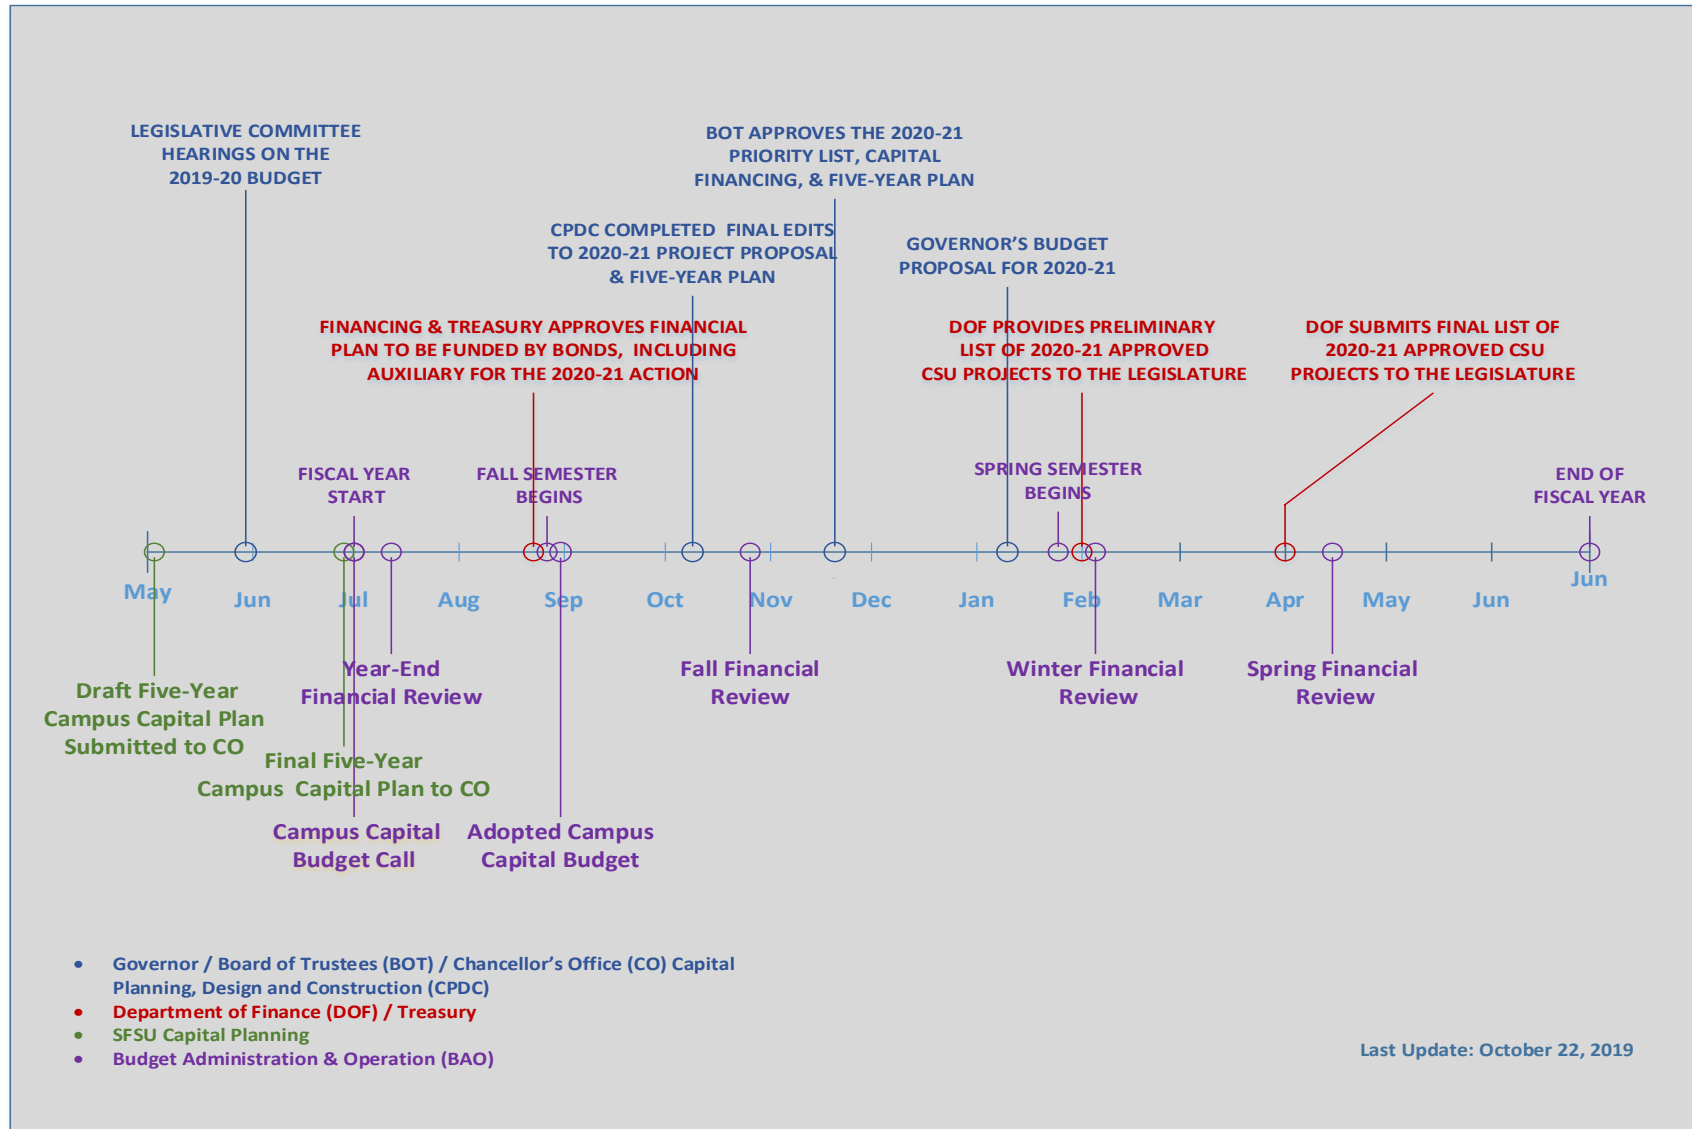 LEGISLATIVE COMMITTEE
HEARINGS ON THE
2019-20 BUDGET
BOT APPROVES THE 2020-21
PRIORITY LIST, CAPITAL
FINANCING, & FIVE-YEAR PLAN
CPDC COMPLETED FINAL EDITS
TO 2020-21 PROJECT PROPOSAL
& FIVE-YEAR PLAN
GOVERNOR’S BUDGET
PROPOSAL FOR 2020-21
FINANCING & TREASURY APPROVES FINANCIAL
PLAN TO BE FUNDED BY BONDS, INCLUDING
AUXILIARY FOR THE 2020-21 ACTION
DOF PROVIDES PRELIMINARY
LIST OF 2020-21 APPROVED
CSU PROJECTS TO THE LEGISLATURE
DOF SUBMITS FINAL LIST OF
2020-21 APPROVED CSU
PROJECTS TO THE LEGISLATURE
FISCAL YEAR
START
FALL SEMESTER
BEGINS
SPRING SEMESTER
BEGINS
END OF
FISCAL YEAR
May
Jun
Jul
Aug
Sep
Oct
Nov
Dec
Jan
Feb
Mar
Apr
May
Jun
Jun
Draft Five-Year
Campus Capital Plan
Submitted to CO
Year-End
Financial Review
Final Five-Year
Campus Capital Plan to CO
Campus Capital
Budget Call
Adopted Campus
Capital Budget
Fall Financial
Review
Winter Financial
Review
Spring Financial
Review
• Governor / Board of Trustees (BOT) / Chancellor’s Office (CO) Capital
Planning, Design and Construction (CPDC)
• Department of Finance (DOF) / Treasury
• SFSU Capital Planning
• Budget Administration & Operation (BAO)
Last Update: October 22, 2019